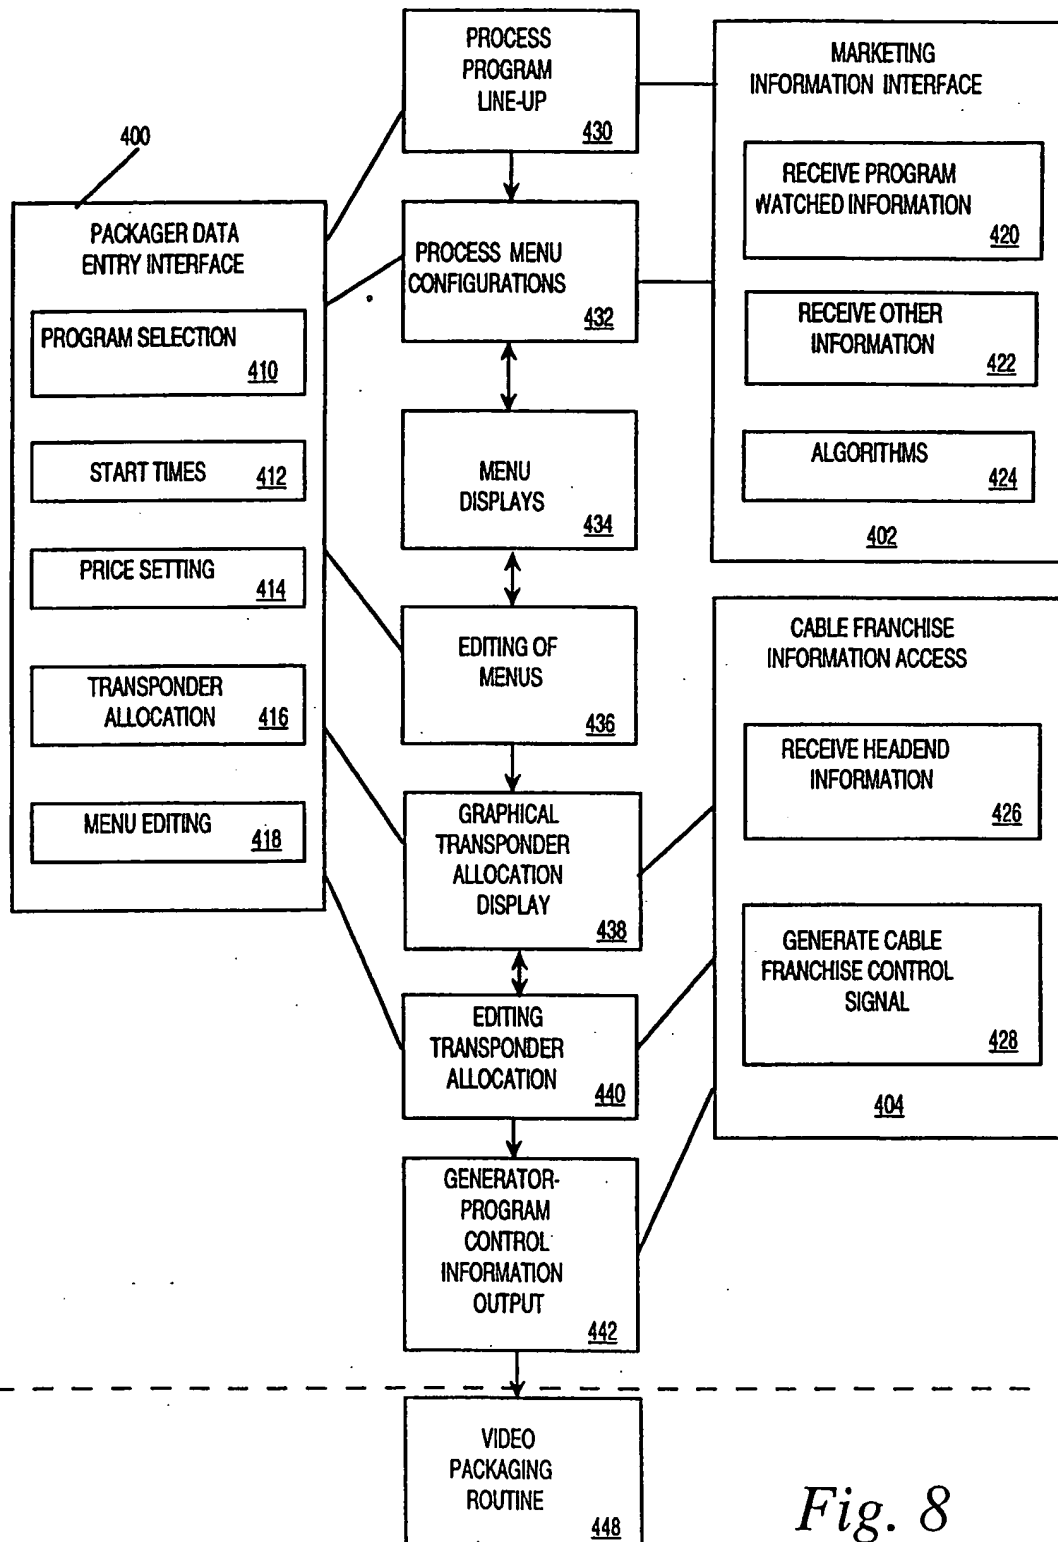 400
PACKAGER DATA
ENTRY INTERFACE
PROGRAM SELECTION
410
START TIMES 412
PRICE SETTING
414
TRANSPONDER
ALLOCATION 416
MENU EDITING
418
PROCESS
PROGRAM
LINE-UP
430
PROCESS MENU
CONFIGURATIONS
432
MENU
DISPLAYS
434
EDITING OF
MENUS
436
GRAPHICAL
TRANSPONDER
ALLOCATION
DISPLAY
438
EDITING
TRANSPONDER
ALLOCATION
440
GENERATOR-
PROGRAM
CONTROL
INFORMATION
OUTPUT
442
VIDEO
PACKAGING
ROUTINE
448
MARKETING
INFORMATION INTERFACE
RECEIVE PROGRAM
WATCHED INFORMATION
420
RECEIVE OTHER
INFORMATION
422
ALGORITHMS
424
402
CABLE FRANCHISE
INFORMATION ACCESS
RECEIVE HEADEND
INFORMATION
426
GENERATE CABLE
FRANCHISE CONTROL
SIGNAL
428
404
Fig. 8